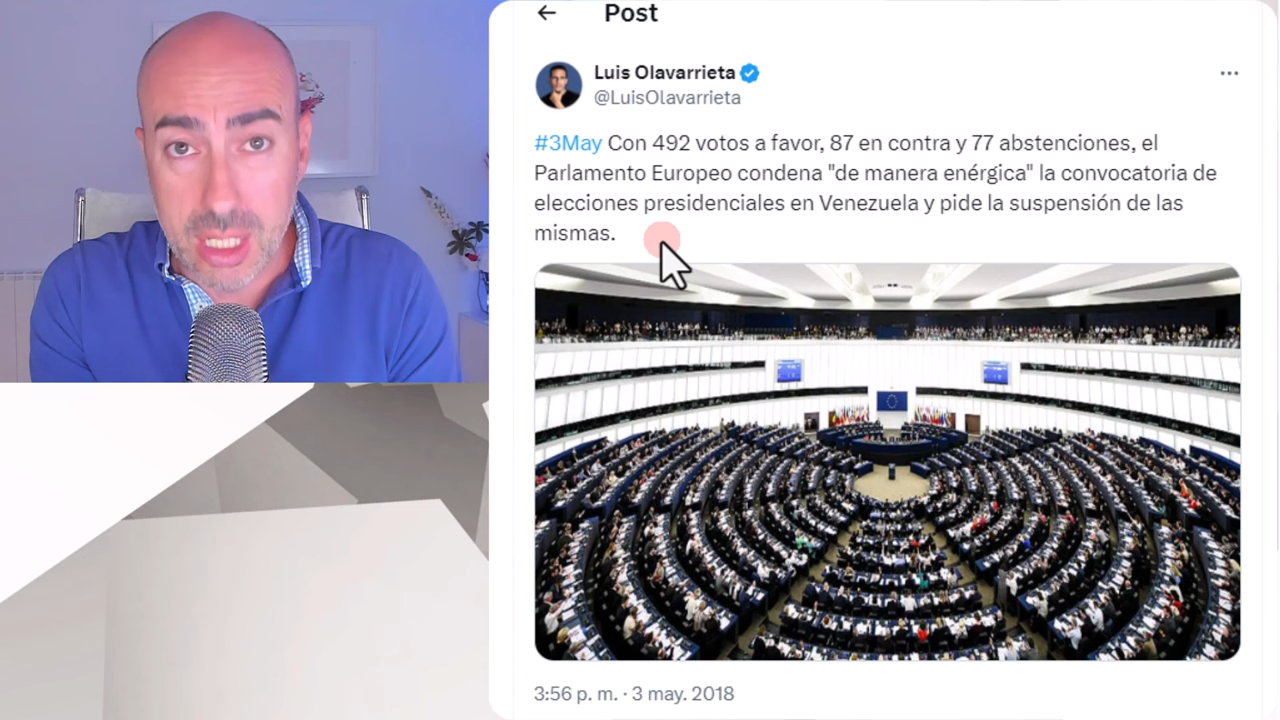 Post
Luis Olavarrieta
@LuisOlavarrieta
#3May Con 492 votos a favor, 87 en contra y 77 abstenciones, el
Parlamento Europeo condena "de manera enérgica" la convocatoria de
elecciones presidenciales en Venezuela y pide la suspensión de las
mismas.
3:56 p. m. · 3 may. 2018